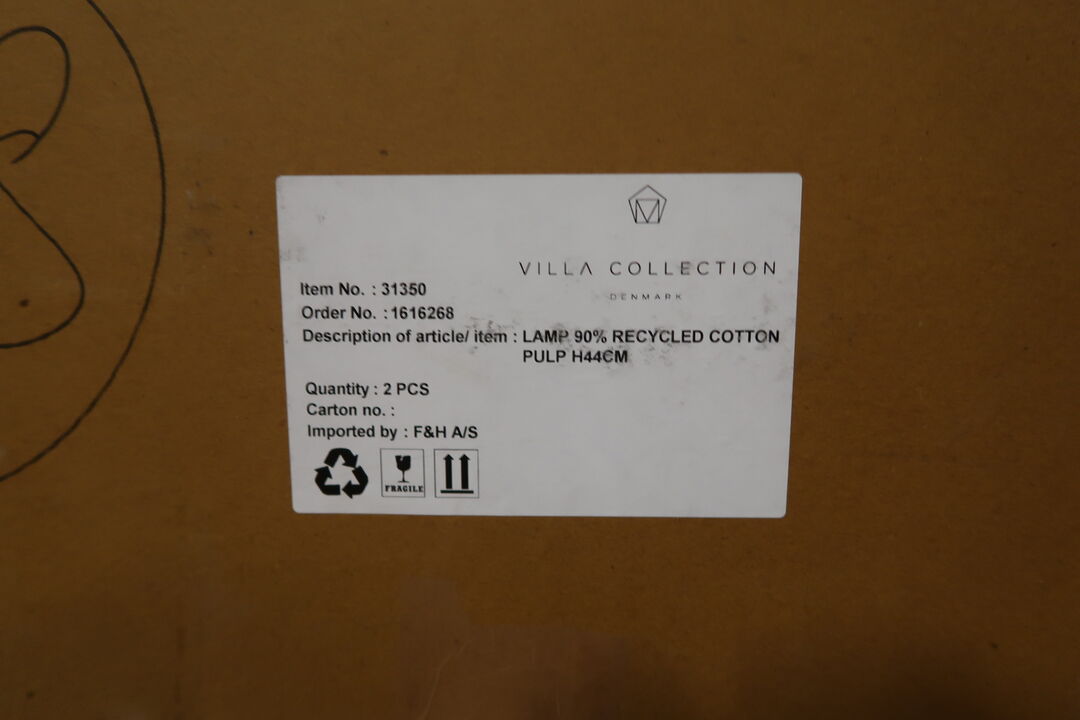 VILLA COLLECTION
DENMARK
Item No. : 31350
Order No. : 1616268
Description of article/ item : LAMP 90% RECYCLED COTTON
PULP H44CM
Quantity : 2 PCS
Carton no. :
Imported by : F&H A/S
FRAGILE